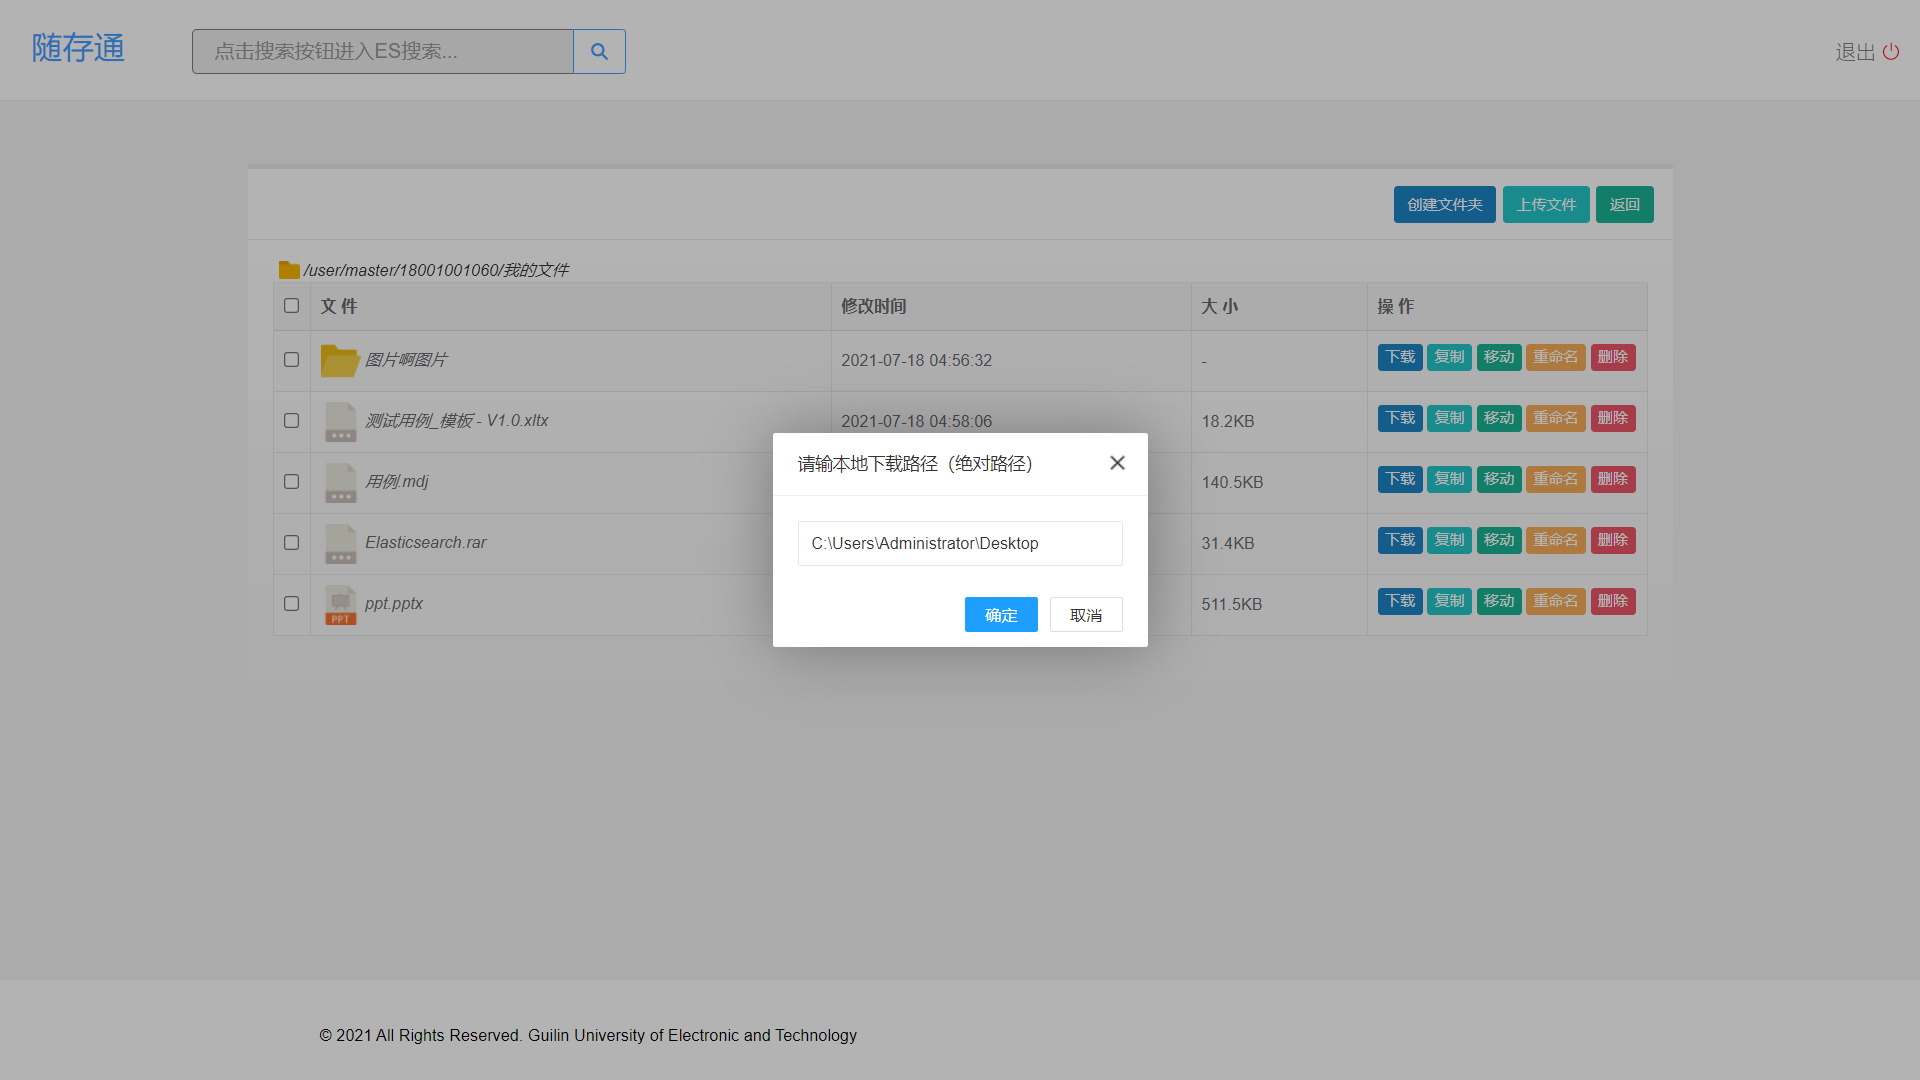 随存通
点击搜索按钮进入ES搜索...
退出
创建文件夹 上传文件 返回
/user/master/18001001060/我的文件
文 件 修改时间 大 小 操 作
图片啊图片 2021-07-18 04:56:32 - 下载 复制 移动 重命名 删除
测试用例_模板 - V1.0.xltx 2021-07-18 04:58:06 18.2KB 下载 复制 移动 重命名 删除
用例.mdj 140.5KB 下载 复制 移动 重命名 删除
Elasticsearch.rar 31.4KB 下载 复制 移动 重命名 删除
PPT ppt.pptx 511.5KB 下载 复制 移动 重命名 删除
请输本地下载路径（绝对路径）
C:\Users\Administrator\Desktop
确定 取消
© 2021 All Rights Reserved. Guilin University of Electronic and Technology